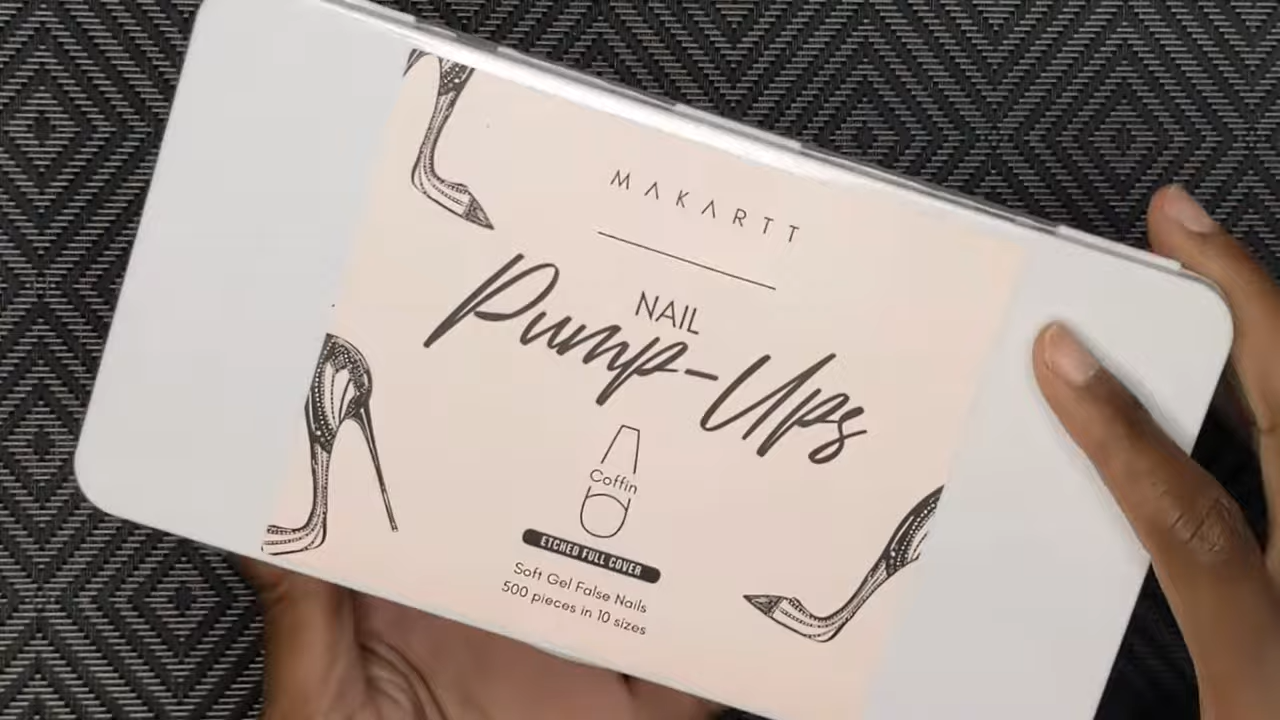 MAKARTT
NAIL
Pump-Ups
Coffin
ETCHED FULL COVER
Soft Gel False Nails
500 pieces in 10 sizes